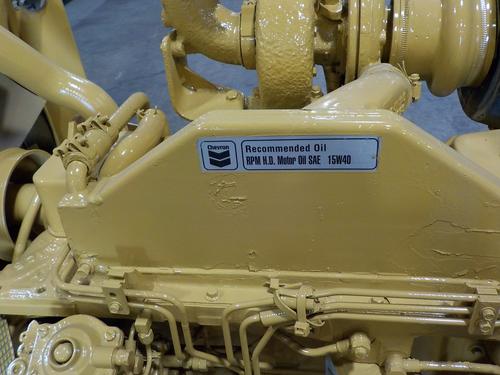 Chevron
Recommended Oil
RPM H.D. Motor Oil SAE 15W40